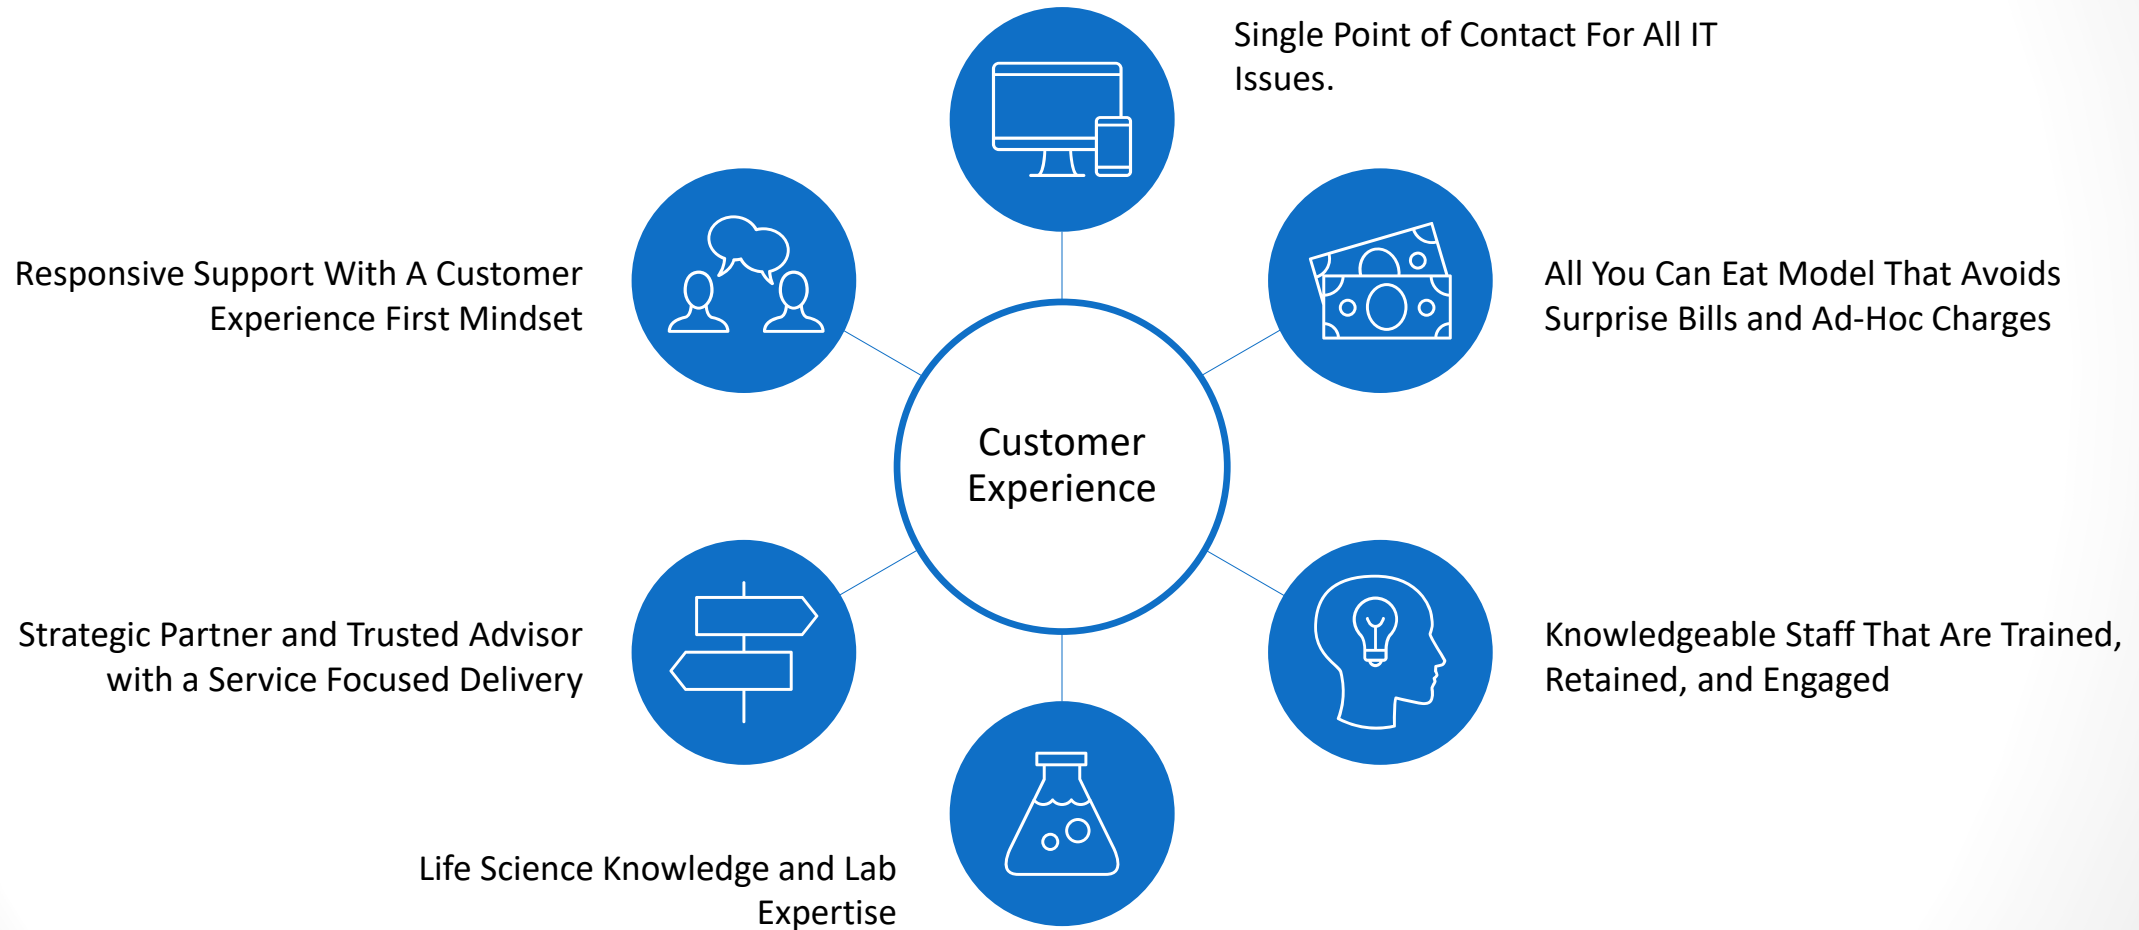 Single Point of Contact For All IT
Issues.
Responsive Support With A Customer
Experience First Mindset
All You Can Eat Model That Avoids
Surprise Bills and Ad-Hoc Charges
Customer
Experience
Strategic Partner and Trusted Advisor
with a Service Focused Delivery
Knowledgeable Staff That Are Trained,
Retained, and Engaged
Life Science Knowledge and Lab
Expertise